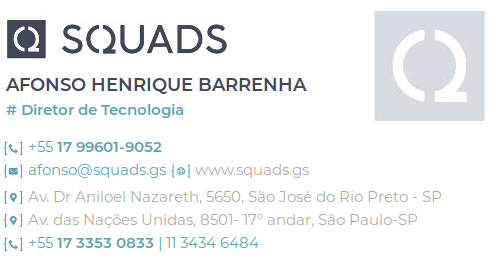 SQUADS
AFONSO HENRIQUE BARRENHA
# Diretor de Tecnologia
+55 17 99601-9052
afonso@squads.gs www.squads.gs
Av. Dr Aniloel Nazareth, 5650, São José do Rio Preto - SP
Av. das Nações Unidas, 8501- 17º andar, São Paulo-SP
+55 17 3353 0833 | 11 3434 6484